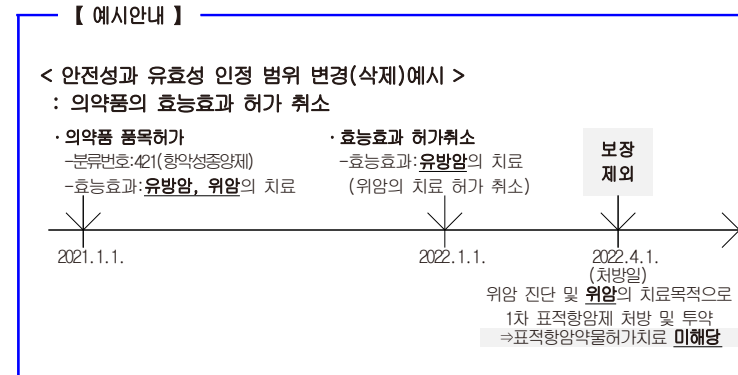 【 예시안내 】
< 안전성과 유효성 인정 범위 변경(삭제)예시 >
: 의약품의 효능효과 허가 취소
· 의약품 품목허가
-분류번호:421(항악성종양제)
-효능효과:유방암, 위암의 치료
· 효능효과 허가취소
-효능효과:유방암의 치료
(위암의 치료 허가 취소)
보장
제외
2021.1.1.
2022.1.1.
2022.4.1.
(처방일)
위암 진단 및 위암의 치료목적으로
1차 표적항암제 처방 및 투약
⇒표적항암약물허가치료 미해당